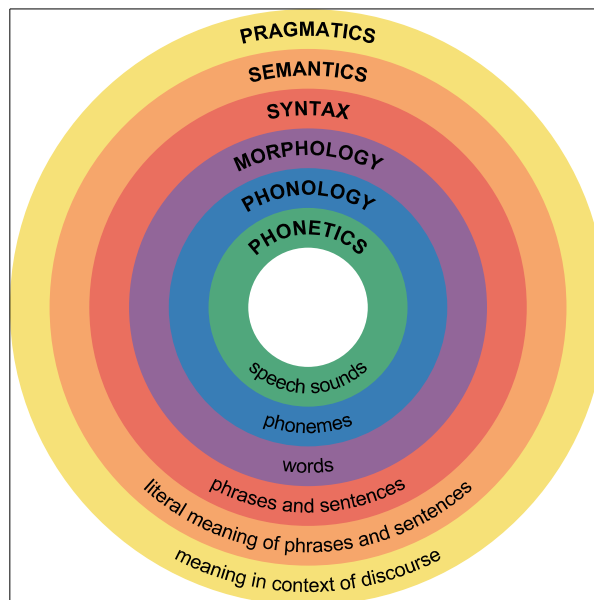 PRAGMATICS
SEMANTICS
SYNTAX
MORPHOLOGY
PHONOLOGY
PHONETICS
speech sounds
phonemes
words
phrases and sentences
literal meaning of phrases and sentences
meaning in context of discourse